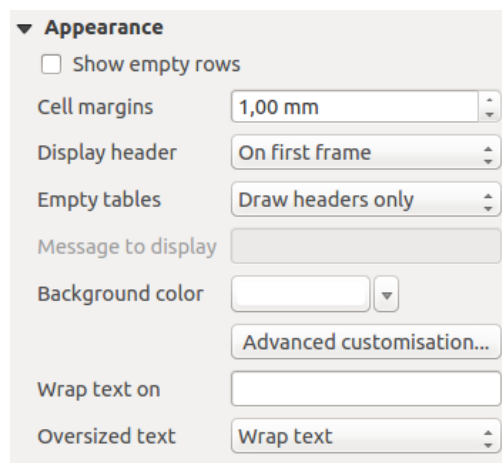 Appearance
Show empty rows
Cell margins 1,00 mm
Display header On first frame
Empty tables Draw headers only
Message to display
Background color
Advanced customisation...
Wrap text on
Oversized text Wrap text